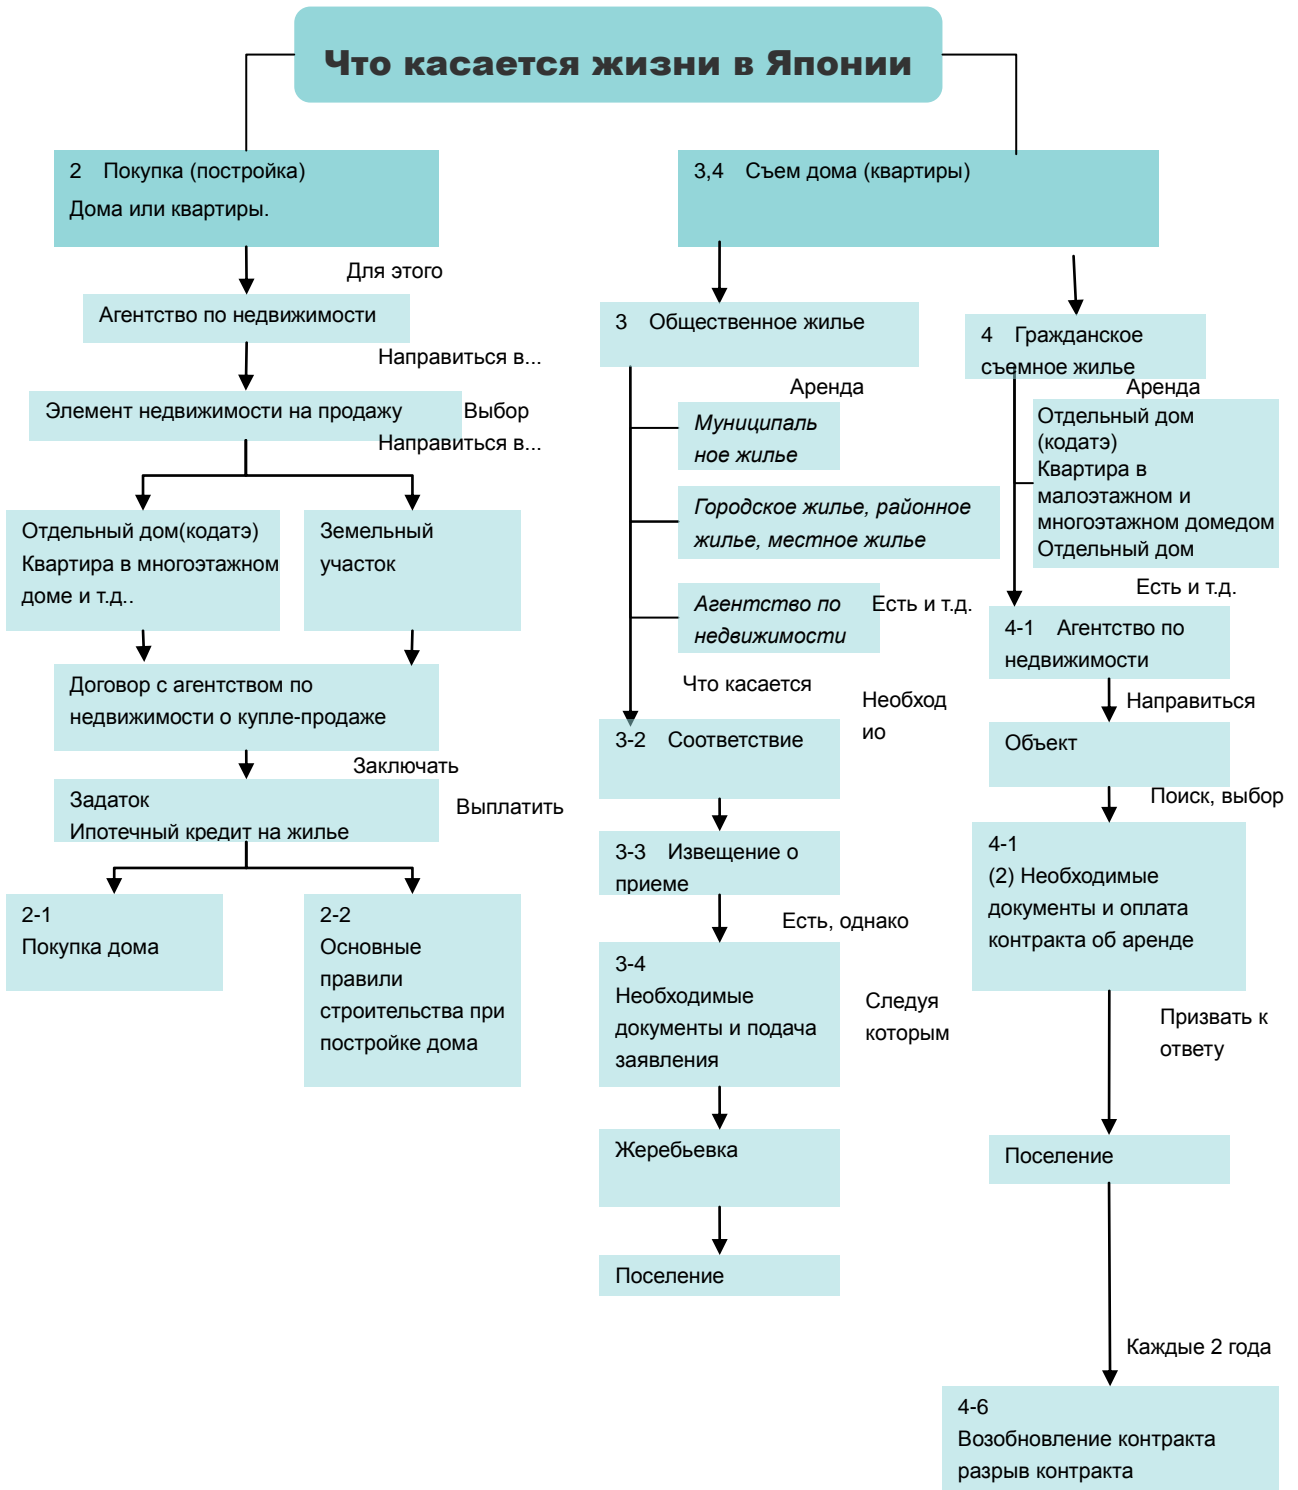 Что касается жизни в Японии
2 Покупка (постройка)
Дома или квартиры.
Для этого
Агентство по недвижимости
Направиться в...
Элемент недвижимости на продажу
Выбор
Направиться в...
Отдельный дом(кодатэ)
Квартира в многоэтажном
доме и т.д..
Земельный
участок
Договор с агентством по
недвижимости о купле-продаже
Заключать
Задаток
Ипотечный кредит на жилье
Выплатить
2-1
Покупка дома
2-2
Основные
правили
строительства при
постройке дома
3,4 Съем дома (квартиры)
3 Общественное жилье
Аренда
Муниципаль
ное жилье
Городское жилье, районное
жилье, местное жилье
Агентство по
недвижимости
Есть и т.д.
Что касается
Необход
ио
3-2 Соответствие
3-3 Извещение о
приеме
Есть, однако
3-4
Необходимые
документы и подача
заявления
Следуя
которым
Жеребьевка
Поселение
4 Гражданское
съемное жилье
Аренда
Отдельный дом
(кодатэ)
Квартира в
малоэтажном и
многоэтажном домедом
Отдельный дом
Есть и т.д.
4-1 Агентство по
недвижимости
Направиться
Объект
Поиск, выбор
4-1
(2) Необходимые
документы и оплата
контракта об аренде
Призвать к
ответу
Поселение
Каждые 2 года
4-6
Возобновление контракта
разрыв контракта